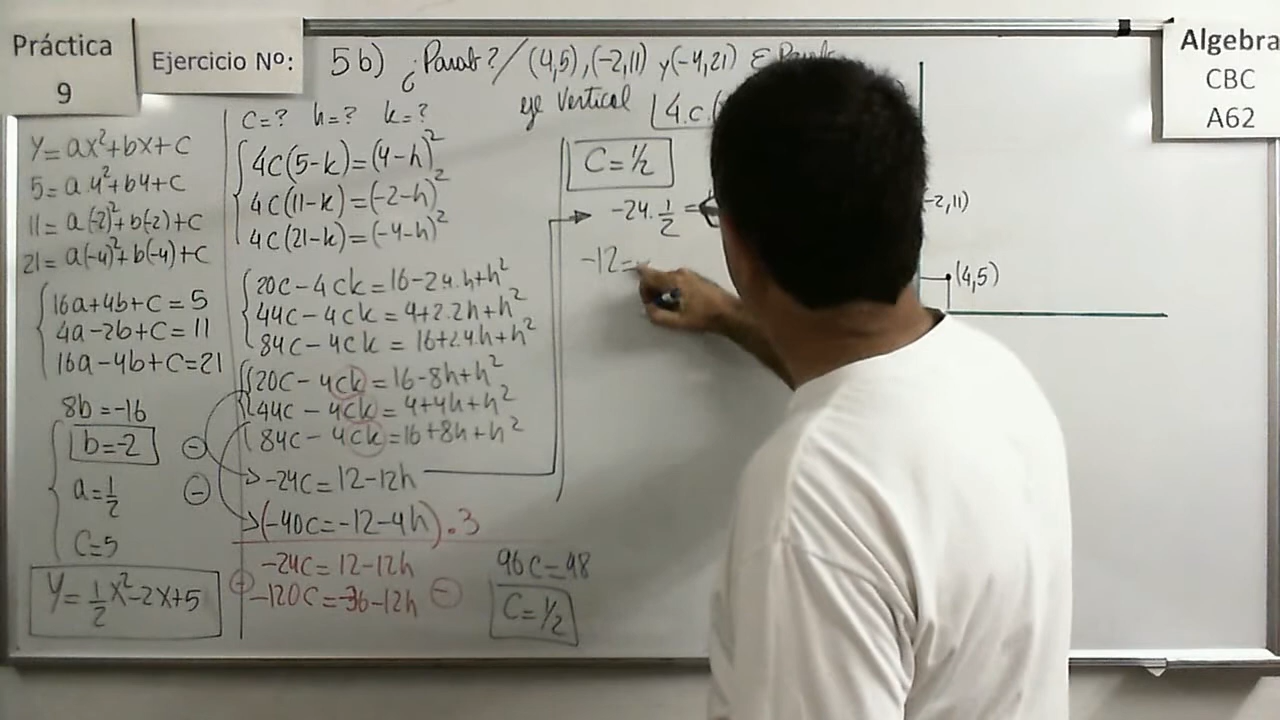 Práctica
9
Ejercicio Nº:
5b) ¿Parab?/(4,5),(-2,11) y(-4,21) ∈
eje Vertical 4.c.(
Algebra
CBC
A62
y=ax²+bx+c
5=a.4²+b4+c
11=a(-2)²+b(-2)+c
21=a(-4)²+b(-4)+c
16a+4b+c=5
4a-2b+c=11
16a-4b+c=21
8b=-16
b=-2
a=1/2
c=5
y=1/2x²-2x+5
c=? h=? k=?
4c(5-k)=(4-h)²
4c(11-k)=(-2-h)²
4c(21-k)=(-4-h)²
20c-4ck=16-2.4.h+h²
44c-4ck=4+2.2h+h²
84c-4ck=16+2.4.h+h²
20c-4ck=16-8h+h²
44c-4ck=4+4h+h²
84c-4ck=16+8h+h²
-24c=12-12h
(-40c=-12-4h).3
-24c=12-12h
-120c=-36-12h
96c=48
c=1/2
c=1/2
-24.1/2=
-12=
-2,11)
(4,5)